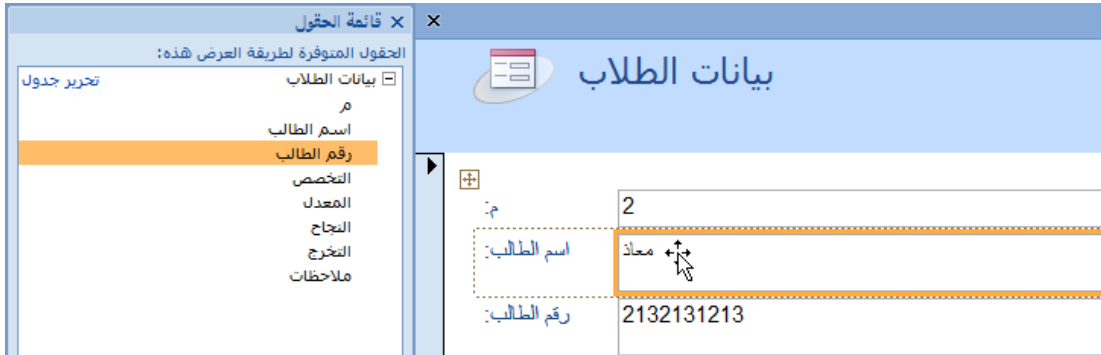 قائمة الحقول
الحقول المتوفرة لطريقة العرض هذه:
بيانات الطلاب تحرير جدول
م
اسم الطالب
رقم الطالب
التخصص
المعدل
النجاح
التخرج
ملاحظات
بيانات الطلاب
م: 2
اسم الطالب: معاذ
رقم الطالب: 2132131213